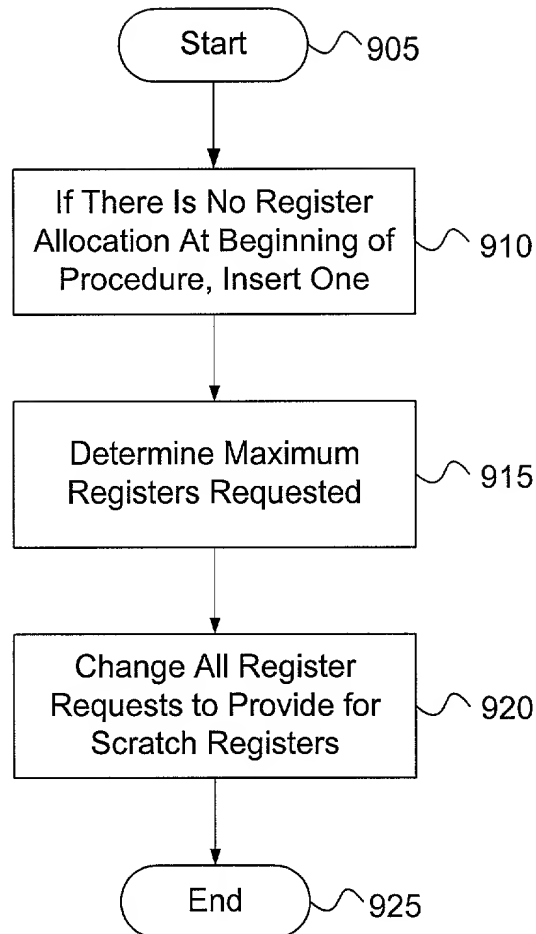 Start
905
If There Is No Register
Allocation At Beginning of
Procedure, Insert One
910
Determine Maximum
Registers Requested
915
Change All Register
Requests to Provide for
Scratch Registers
920
End
925